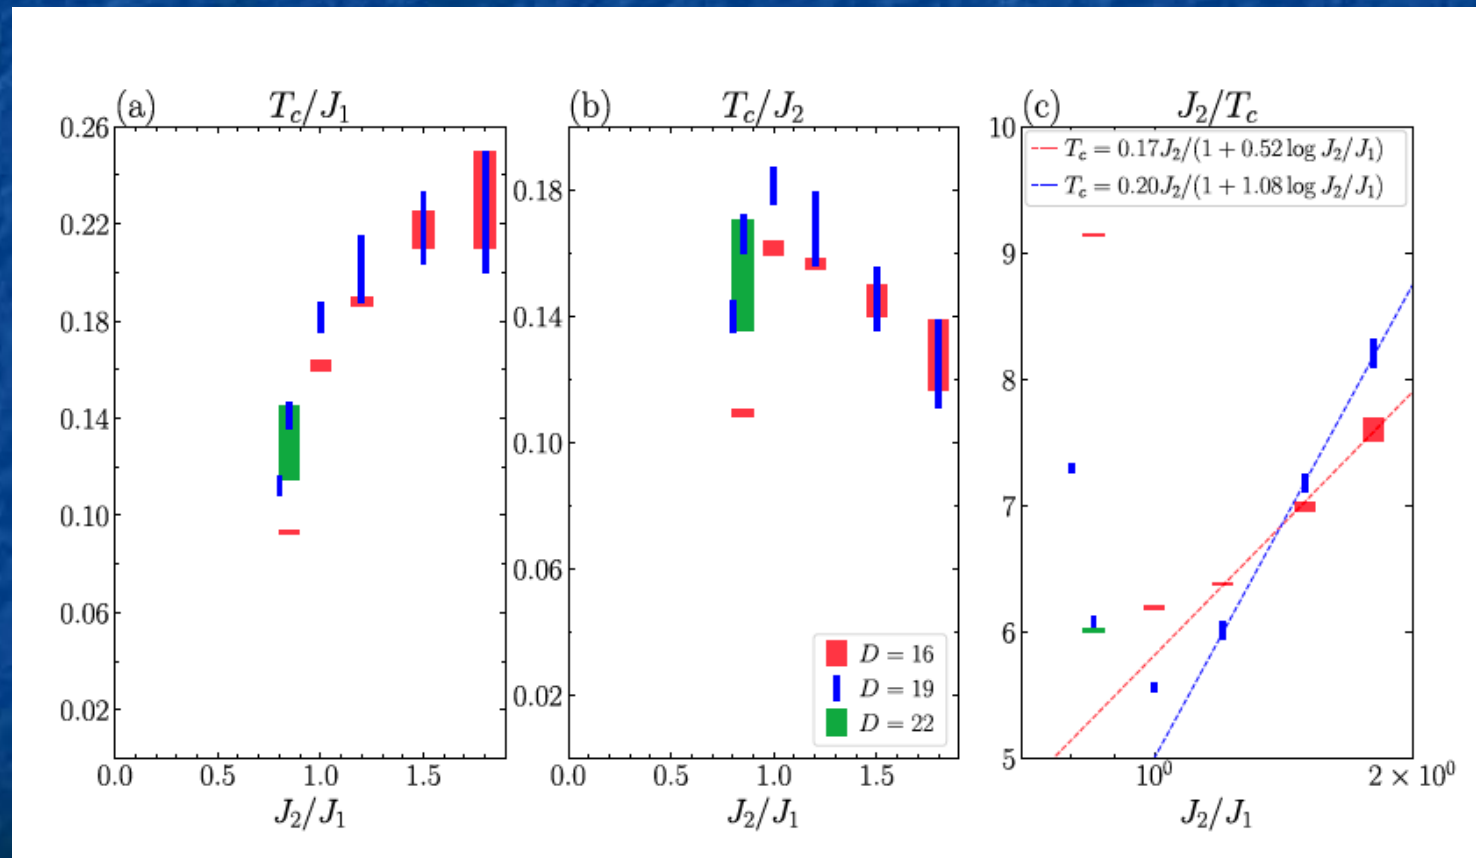 (a) T_c/J_1
0.26
0.22
0.18
0.14
0.10
0.06
0.02
0.0 0.5 1.0 1.5
J_2/J_1
(b) T_c/J_2
0.18
0.14
0.10
0.06
0.02
D = 16
D = 19
D = 22
0.0 0.5 1.0 1.5
J_2/J_1
(c) J_2/T_c
T_c = 0.17J_2/(1 + 0.52 log J_2/J_1)
T_c = 0.20J_2/(1 + 1.08 log J_2/J_1)
10
9
8
7
6
5
10^0 2 × 10^0
J_2/J_1